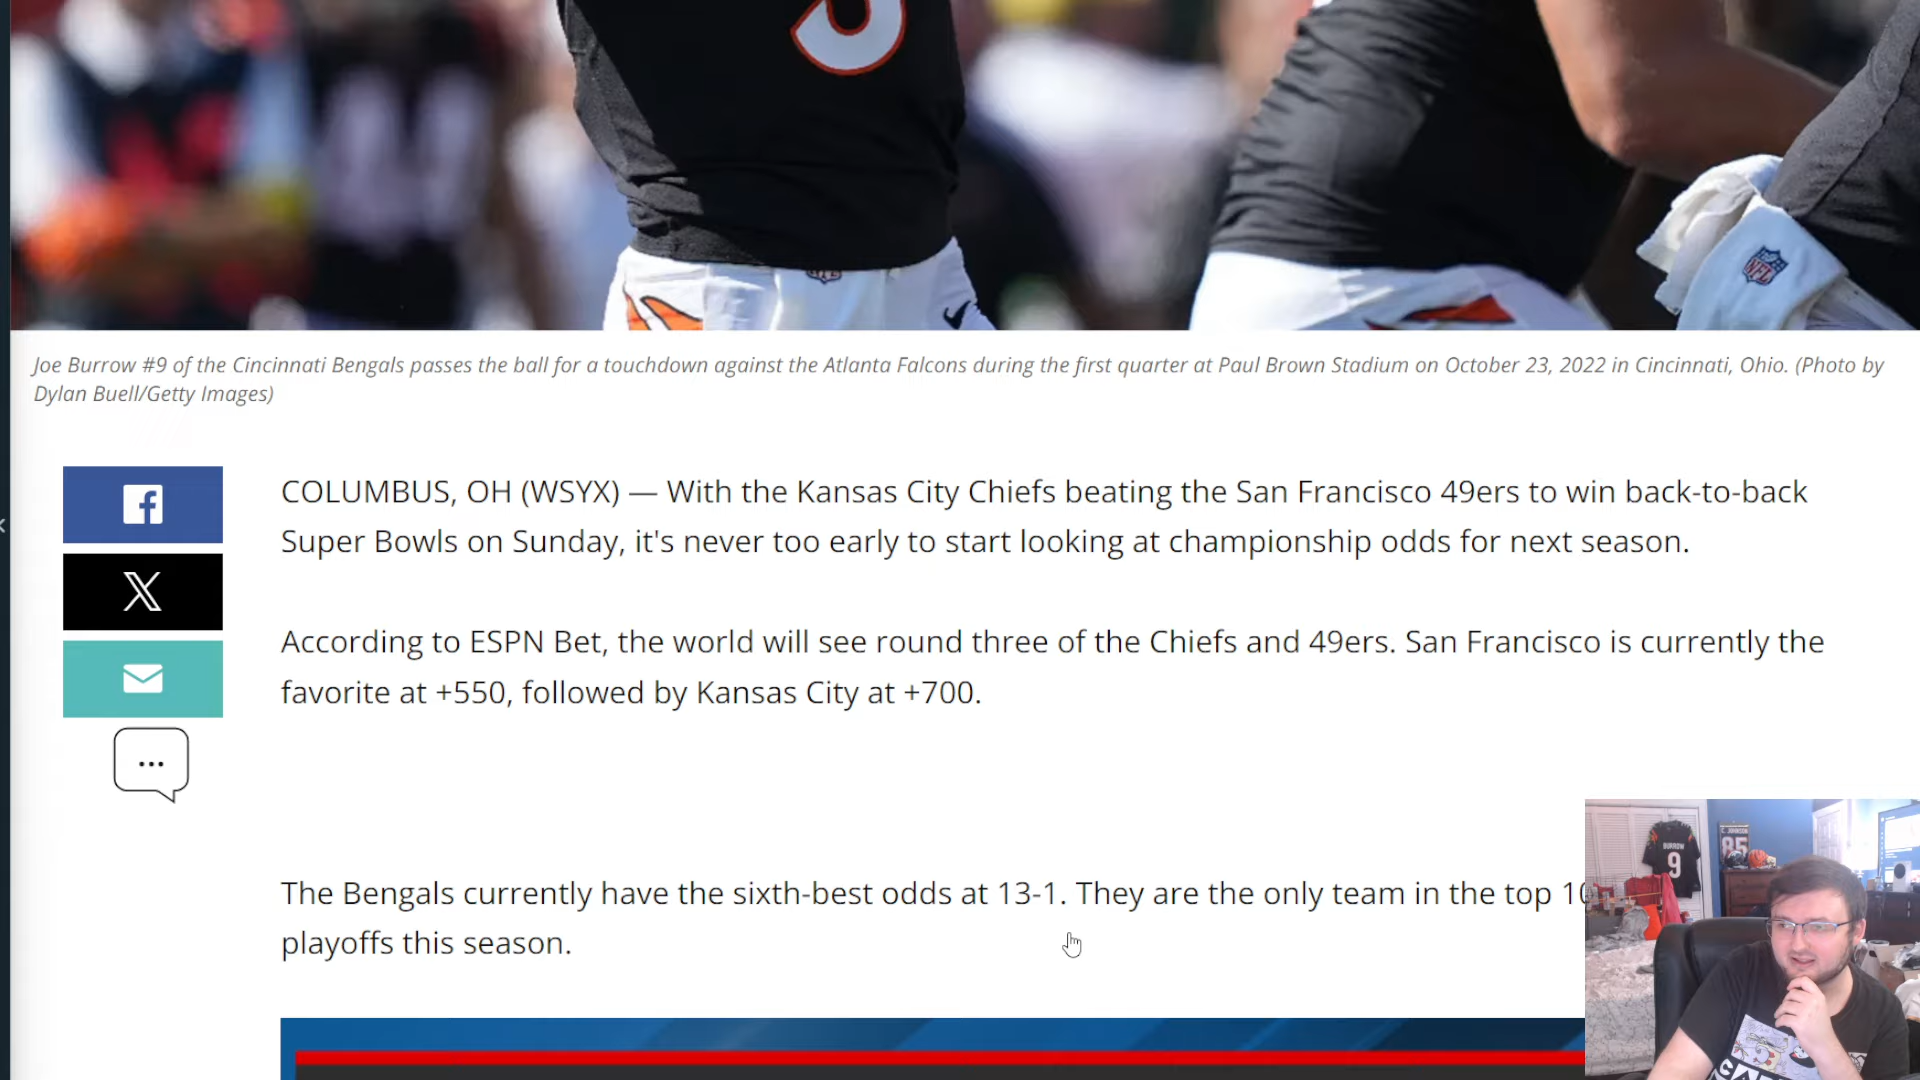 NFL
Joe Burrow #9 of the Cincinnati Bengals passes the ball for a touchdown against the Atlanta Falcons during the first quarter at Paul Brown Stadium on October 23, 2022 in Cincinnati, Ohio. (Photo by
Dylan Buell/Getty Images)
COLUMBUS, OH (WSYX) — With the Kansas City Chiefs beating the San Francisco 49ers to win back-to-back
Super Bowls on Sunday, it's never too early to start looking at championship odds for next season.
According to ESPN Bet, the world will see round three of the Chiefs and 49ers. San Francisco is currently the
favorite at +550, followed by Kansas City at +700.
The Bengals currently have the sixth-best odds at 13-1. They are the only team in the top 10
playoffs this season.
C. JOHNSON
85
BURROW
9